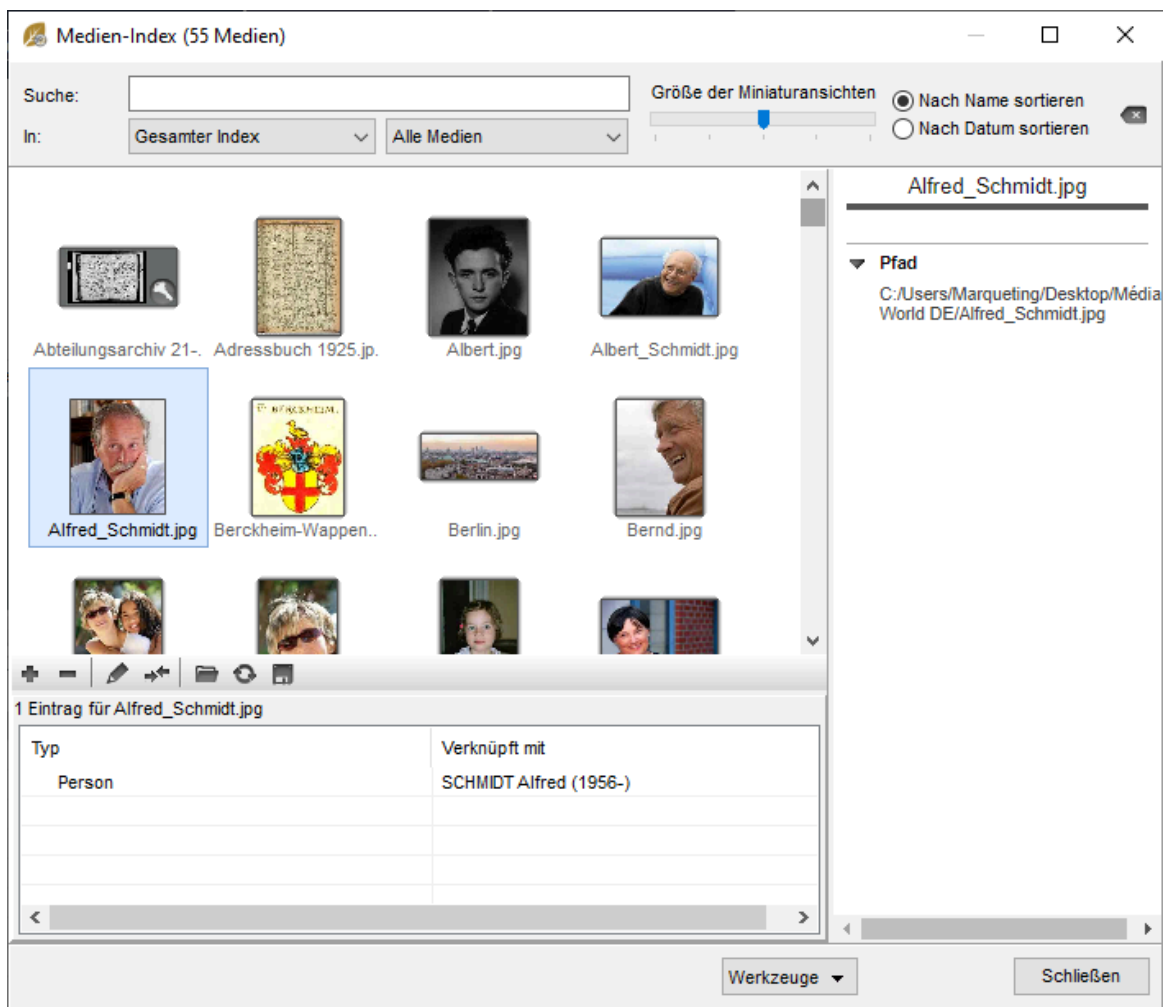 Medien-Index (55 Medien)
Suche:
Größe der Miniaturansichten
Nach Name sortieren
In:
Gesamter Index
Alle Medien
Nach Datum sortieren
Alfred_Schmidt.jpg
Pfad
C:/Users/Marqueting/Desktop/Média
World DE/Alfred_Schmidt.jpg
Abteilungsarchiv 21-.
Adressbuch 1925.jp.
Albert.jpg
Albert_Schmidt.jpg
BERCKHEIM.
Alfred_Schmidt.jpg
Berckheim-Wappen..
Berlin.jpg
Bernd.jpg
1 Eintrag für Alfred_Schmidt.jpg
Typ
Verknüpft mit
Person
SCHMIDT Alfred (1956-)
Werkzeuge
Schließen